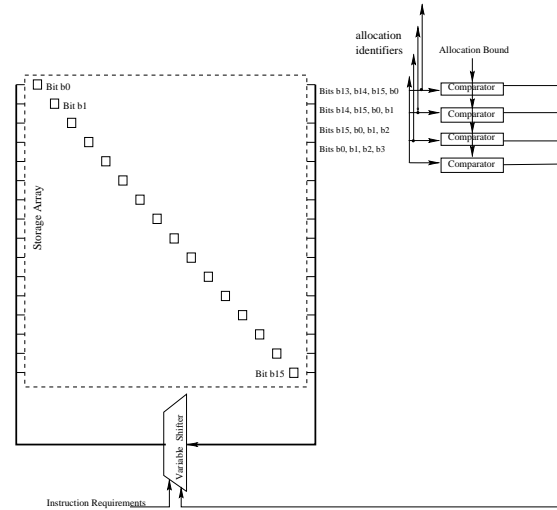 allocation
identifiers
Allocation Bound
Bit b0
Bit b1
Bits b13, b14, b15, b0
Comparator
Bits b14, b15, b0, b1
Comparator
Bits b15, b0, b1, b2
Comparator
Bits b0, b1, b2, b3
Comparator
Storage Array
Bit b15
Variable Shifter
Instruction Requirements